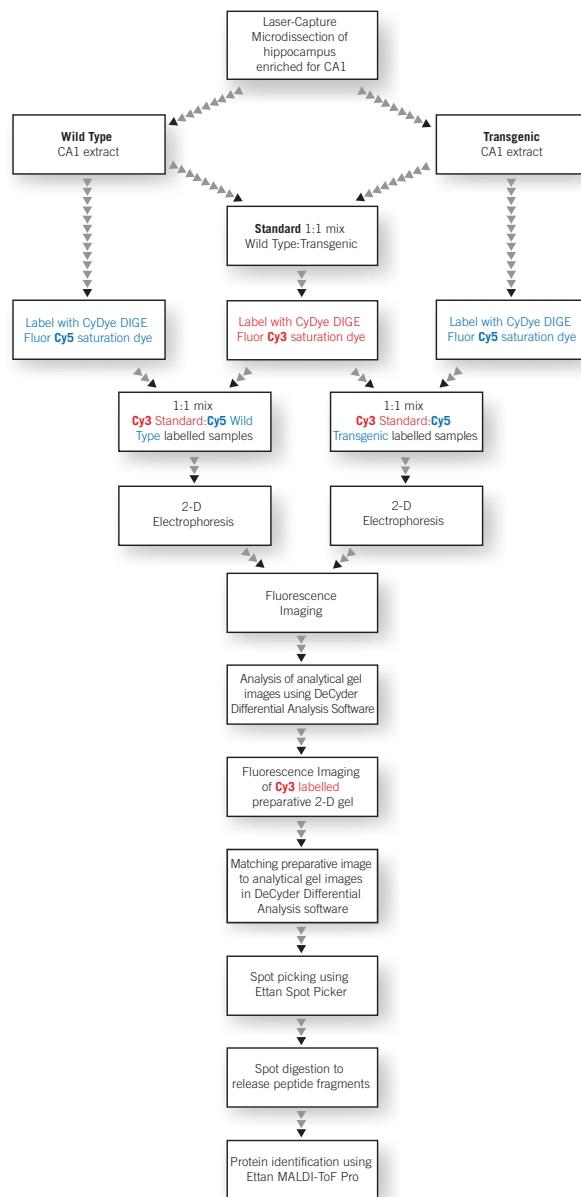 Laser-Capture
Microdissection of
hippocampus
enriched for CA1
Wild Type
CA1 extract
Transgenic
CA1 extract
Standard 1:1 mix
Wild Type:Transgenic
Label with CyDye DIGE
Fluor Cy5 saturation dye
Label with CyDye DIGE
Fluor Cy3 saturation dye
Label with CyDye DIGE
Fluor Cy5 saturation dye
1:1 mix
Cy3 Standard:Cy5 Wild
Type labelled samples
1:1 mix
Cy3 Standard:Cy5
Transgenic labelled samples
2-D
Electrophoresis
2-D
Electrophoresis
Fluorescence
Imaging
Analysis of analytical gel
images using DeCyder
Differential Analysis Software
Fluorescence Imaging
of Cy3 labelled
preparative 2-D gel
Matching preparative image
to analytical gel images
in DeCyder Differential
Analysis software
Spot picking using
Ettan Spot Picker
Spot digestion to
release peptide fragments
Protein identification using
Ettan MALDI-ToF Pro